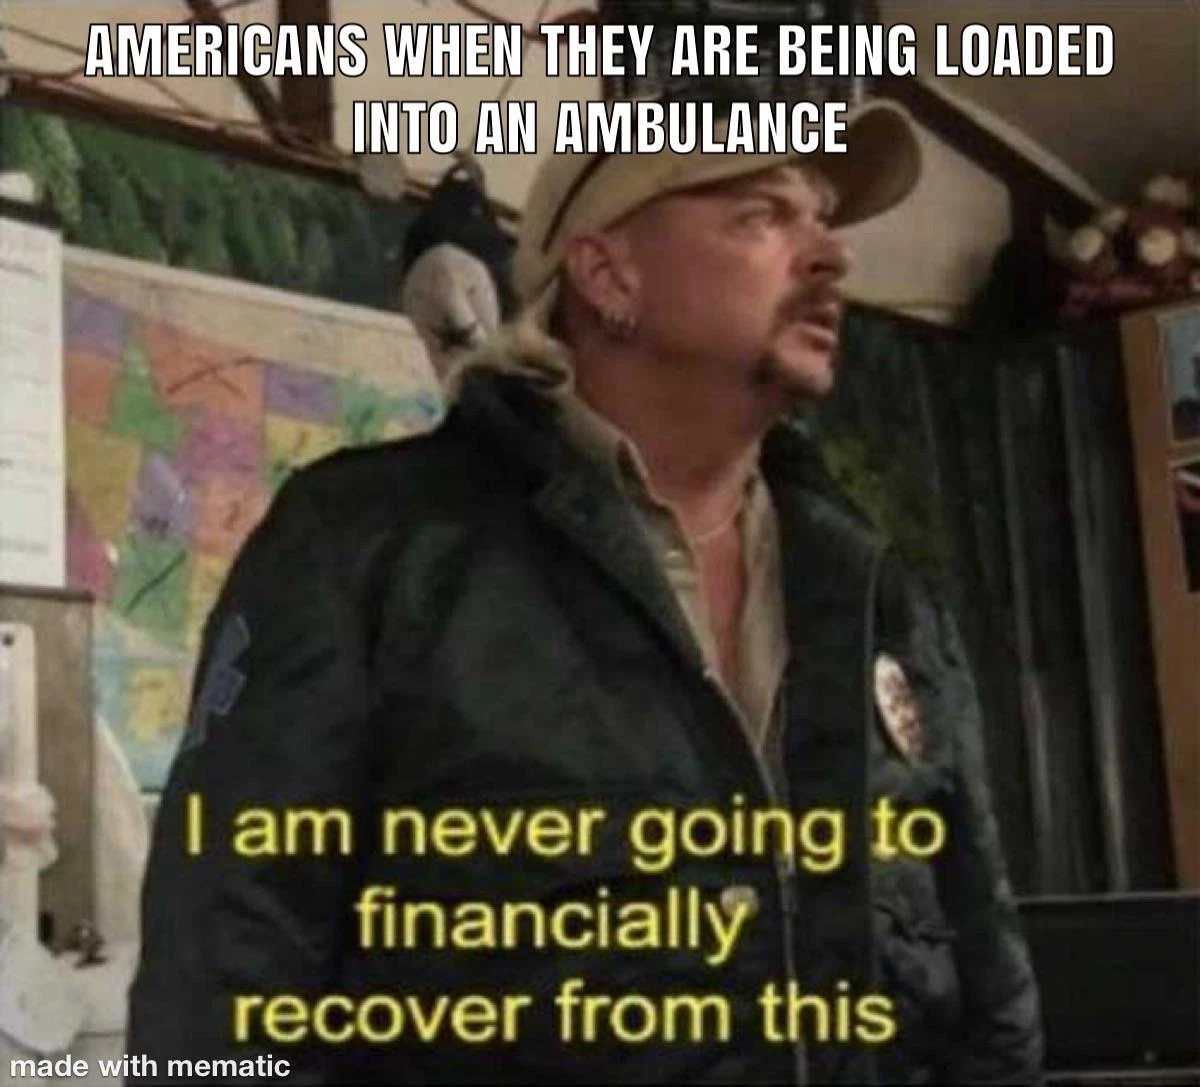 AMERICANS WHEN THEY ARE BEING LOADED
INTO AN AMBULANCE
I am never going to
financially
recover from this
made with mematic